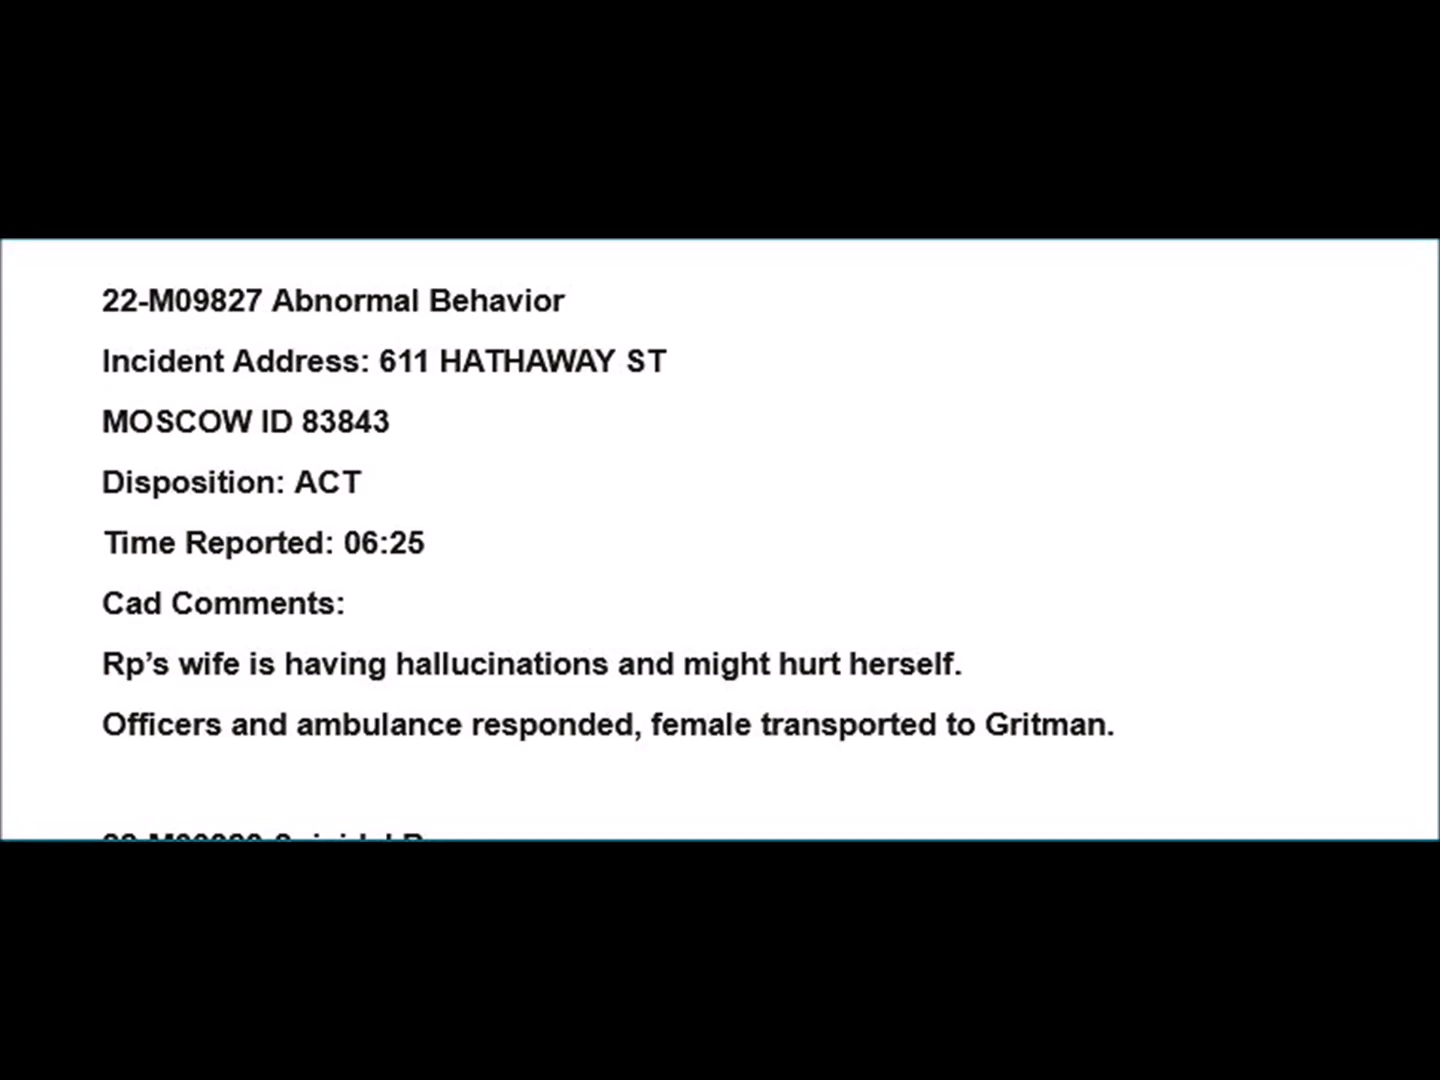 22-M09827 Abnormal Behavior
Incident Address: 611 HATHAWAY ST
MOSCOW ID 83843
Disposition: ACT
Time Reported: 06:25
Cad Comments:
Rp’s wife is having hallucinations and might hurt herself.
Officers and ambulance responded, female transported to Gritman.